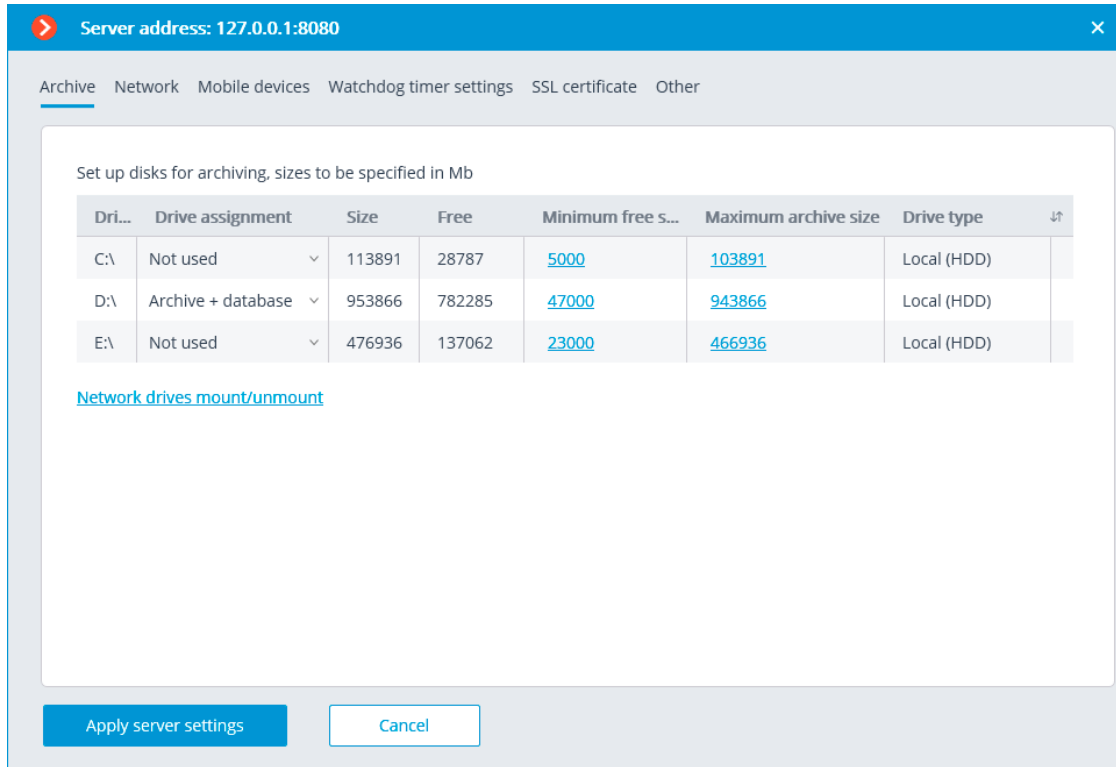 Server address: 127.0.0.1:8080
Archive Network Mobile devices Watchdog timer settings SSL certificate Other
Set up disks for archiving, sizes to be specified in Mb
Dri... Drive assignment Size Free Minimum free s... Maximum archive size Drive type
C:\ Not used 113891 28787 5000 103891 Local (HDD)
D:\ Archive + database 953866 782285 47000 943866 Local (HDD)
E:\ Not used 476936 137062 23000 466936 Local (HDD)
Network drives mount/unmount
Apply server settings Cancel